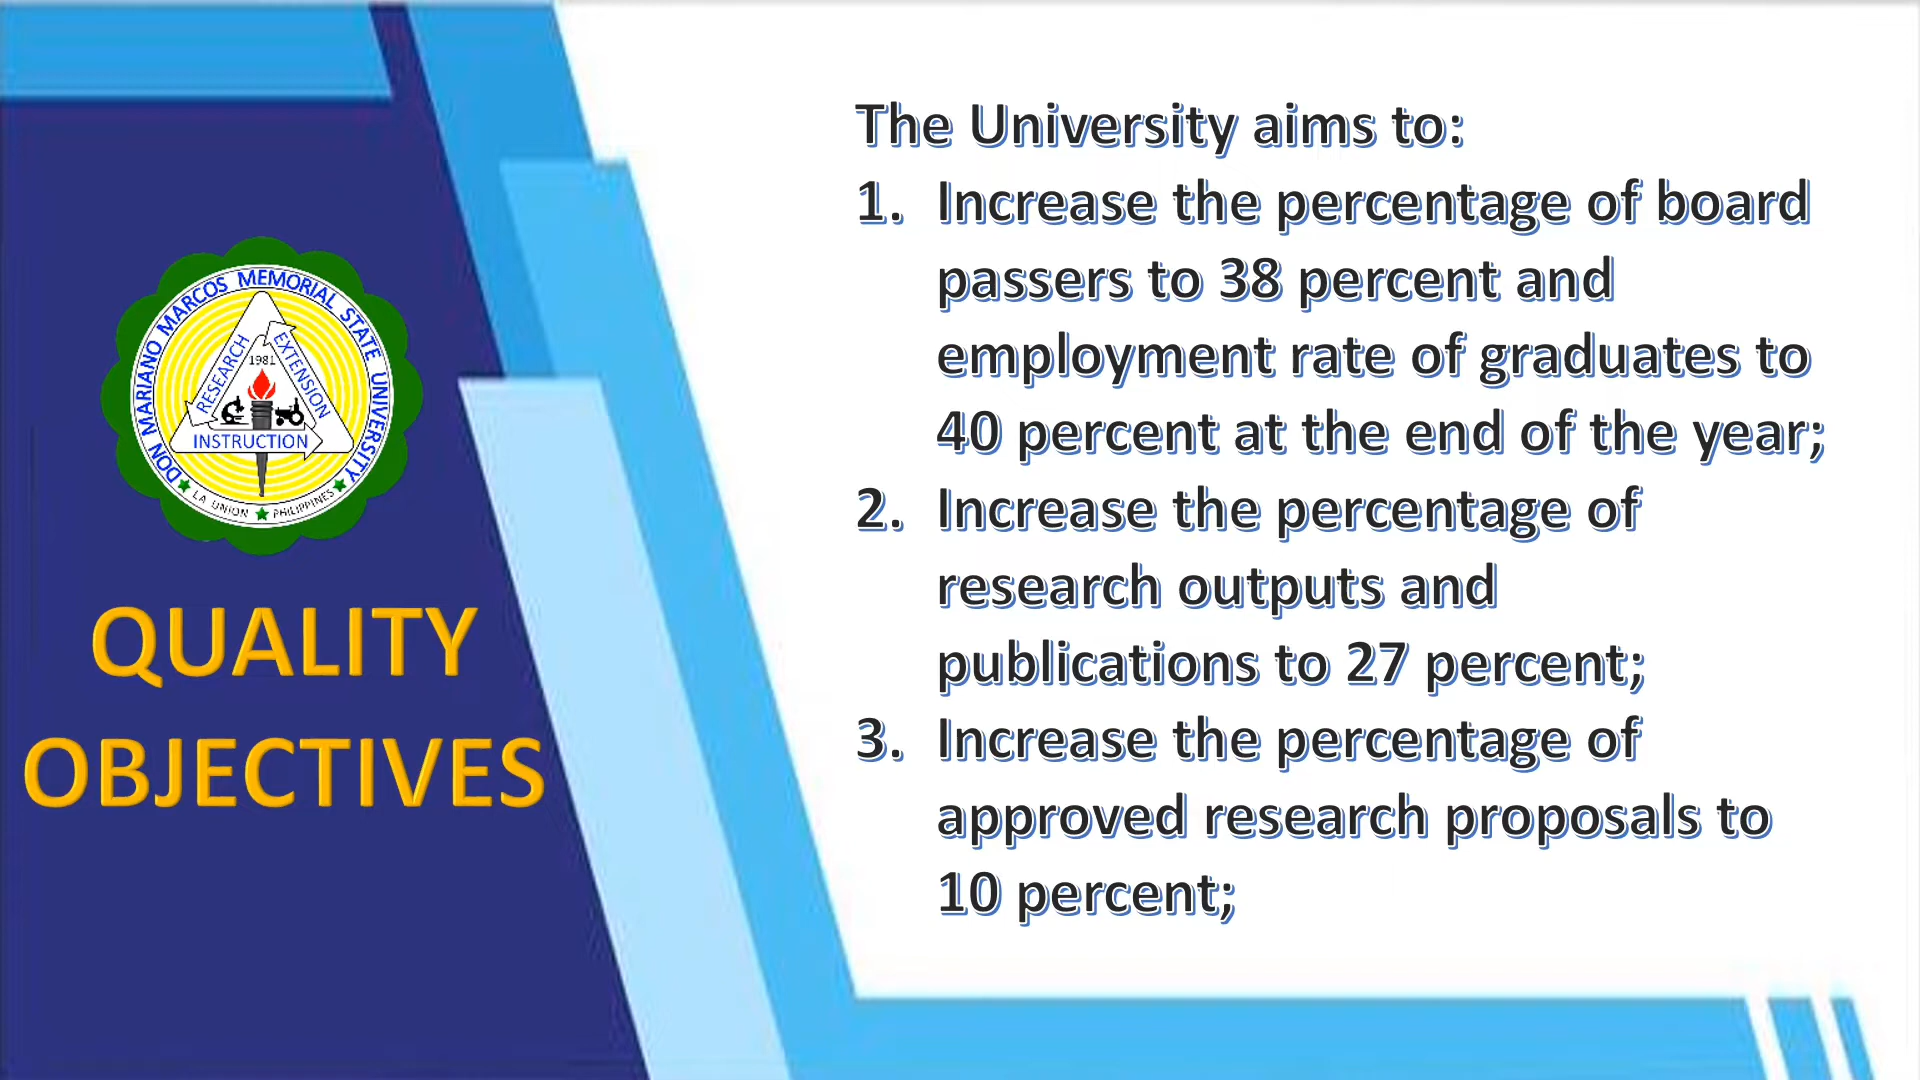 DON MARIANO MARCOS MEMORIAL STATE UNIVERSITY
RESEARCH
EXTENSION
1981
INSTRUCTION
LA UNION PHILIPPINES
QUALITY
OBJECTIVES
The University aims to:
1. Increase the percentage of board
passers to 38 percent and
employment rate of graduates to
40 percent at the end of the year;
2. Increase the percentage of
research outputs and
publications to 27 percent;
3. Increase the percentage of
approved research proposals to
10 percent;